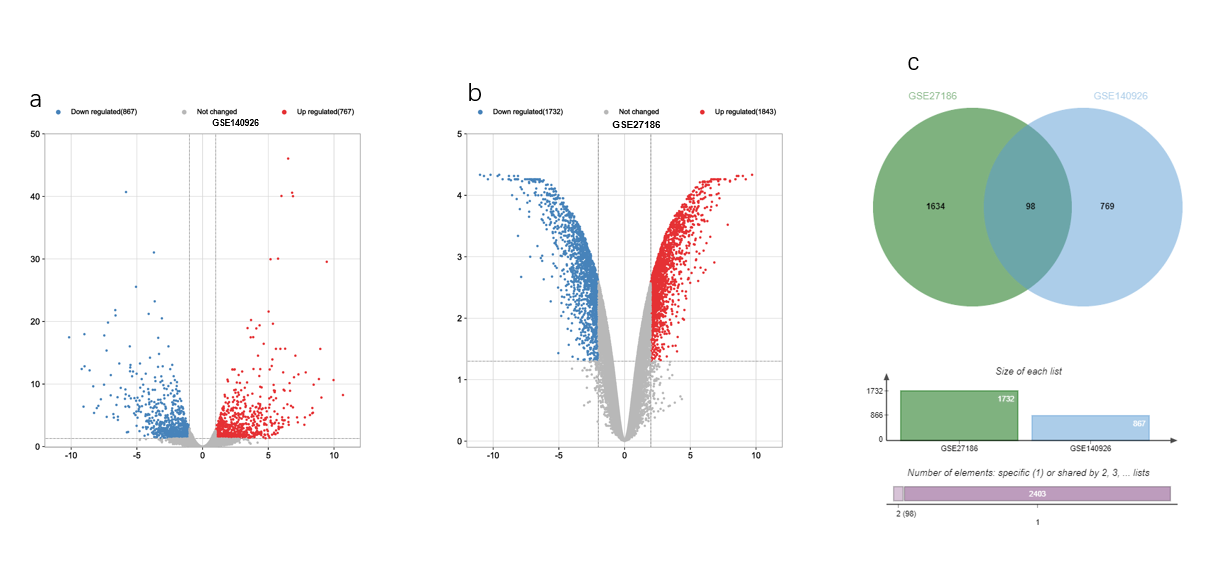 a
Down regulated(867) Not changed Up regulated(767)
GSE140926
50
40
30
20
10
0
-10 -5 0 5 10
b
Down regulated(1732) Not changed Up regulated(1843)
GSE27186
5
4
3
2
1
0
-10 -5 0 5 10
c
GSE27186 GSE140926
1634 98 769
Size of each list
1732
866
0
1732
867
GSE27186 GSE140926
Number of elements: specific (1) or shared by 2, 3, ... lists
2403
2 (98)
1